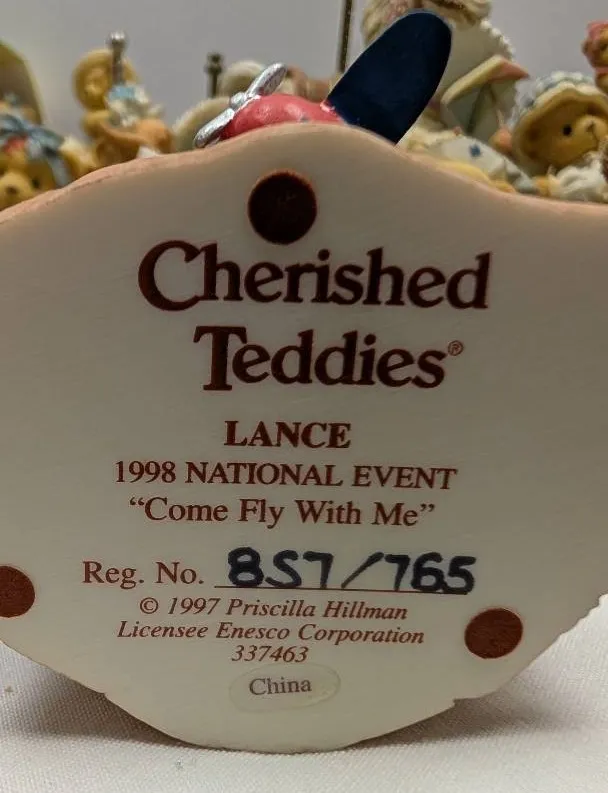 Cherished
Teddies®
LANCE
1998 NATIONAL EVENT
“Come Fly With Me”
Reg. No. 857/765
© 1997 Priscilla Hillman
Licensee Enesco Corporation
337463
China